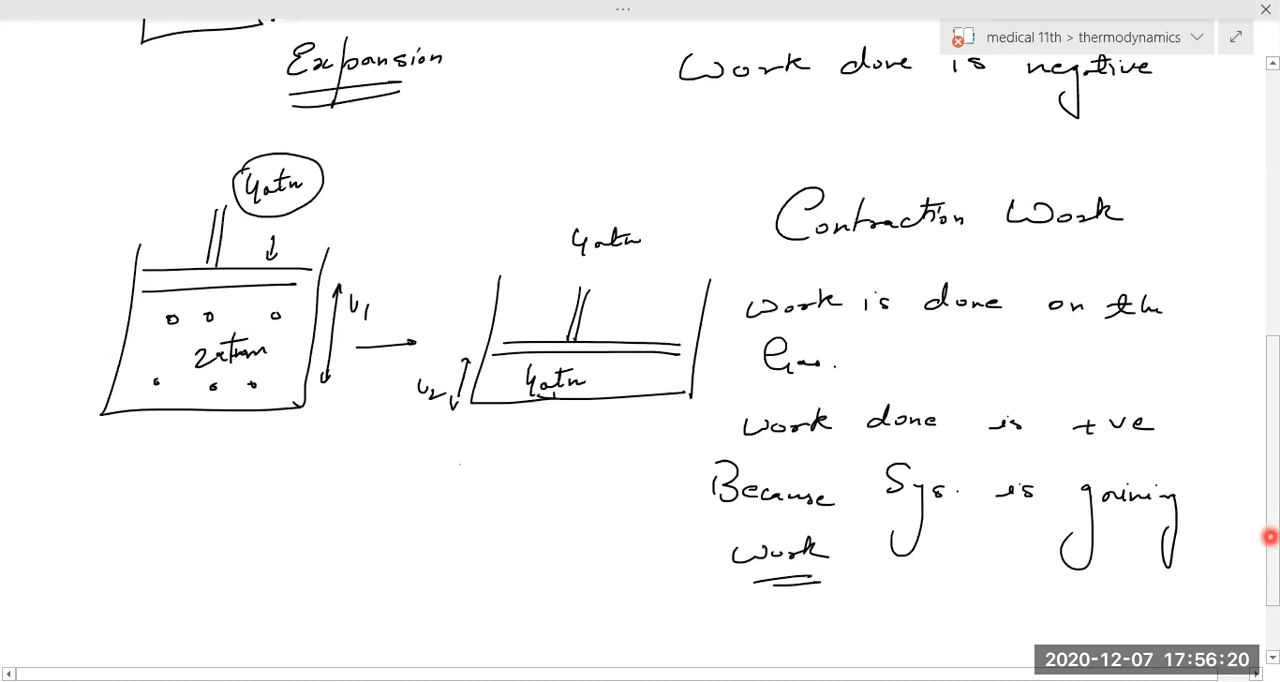 medical 11th > thermodynamics
Expansion
Work done is negative
4atm
4atm
Contraction Work
V1
work is done on the
Gas.
2atm
V2
4atm
work done is +ve
Because Sys. is gaining
work
2020-12-07 17:56:20